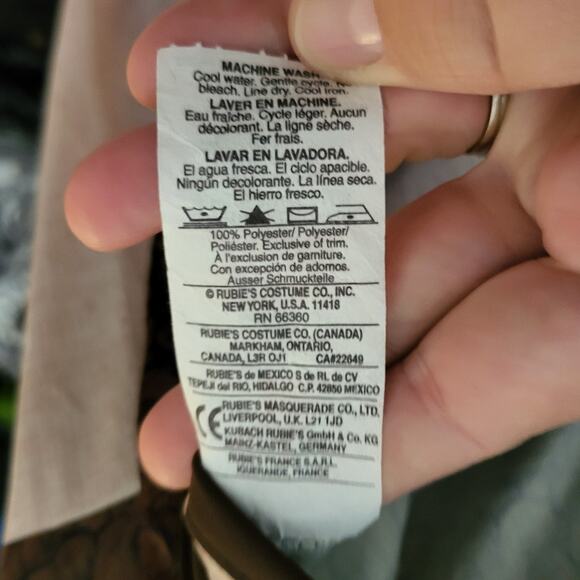 MACHINE WASH
Cool water. Gentle cycle. No
bleach. Line dry. Cool iron.
LAVER EN MACHINE.
Eau fraîche. Cycle léger. Aucun
décolorant. La ligne sèche.
Fer frais.
LAVAR EN LAVADORA.
El agua fresca. El ciclo apacible.
Ningún decolorante. La línea seca.
El hierro fresco.
100% Polyester/ Polyester/
Poliéster. Exclusive of trim.
À l'exclusion de garniture.
Con excepción de adornos.
Ausser Schmuckteile
© RUBIE'S COSTUME CO., INC.
NEW YORK, U.S.A. 11418
RN 66360
RUBIE'S COSTUME CO. (CANADA)
MARKHAM, ONTARIO,
CANADA, L3R OJ1 CA#22649
RUBIE'S de MEXICO S de RL de CV
TEPEJI del RIO, HIDALGO C.P. 42850 MEXICO
CE RUBIE'S MASQUERADE CO., LTD.
LIVERPOOL, U.K. L21 1JD
KUBACH RUBIE'S GmbH & Co. KG
MAINZ-KASTEL, GERMANY
RUBIE'S FRANCE S.A.R.L.
IGUERANDE, FRANCE